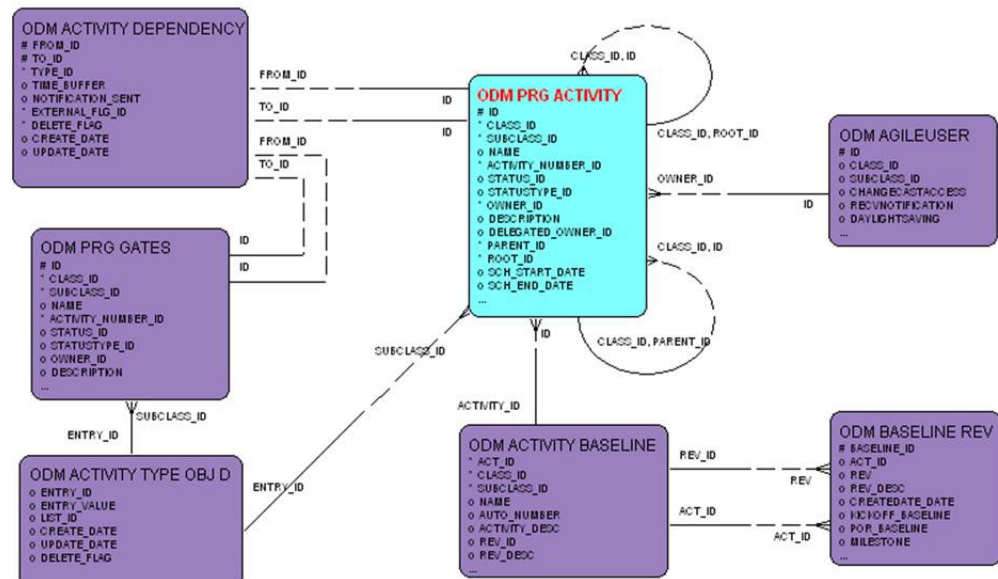 ODM ACTIVITY DEPENDENCY
# FROM_ID
# TO_ID
* TYPE_ID
o TIME_BUFFER
o NOTIFICATION_SENT
* EXTERNAL_FLG_ID
* DELETE_FLAG
o CREATE_DATE
o UPDATE_DATE
FROM_ID
TO_ID
FROM_ID
TO_ID
ID
ID
CLASS_ID, ID
CLASS_ID, ROOT_ID
ODM PRG ACTIVITY
# ID
* CLASS_ID
* SUBCLASS_ID
o NAME
* ACTIVITY_NUMBER_ID
o STATUS_ID
o STATUSTYPE_ID
* OWNER_ID
o DESCRIPTION
o DELEGATED_OWNER_ID
* PARENT_ID
* ROOT_ID
o SCH_START_DATE
o SCH_END_DATE
...
OWNER_ID
ID
ODM AGILEUSER
# ID
o CLASS_ID
o SUBCLASS_ID
o CHANGECASTACCESS
o RECVNOTIFICATION
o DAYLIGHTSAVING
...
CLASS_ID, ID
CLASS_ID, PARENT_ID
ODM PRG GATES
# ID
* CLASS_ID
* SUBCLASS_ID
o NAME
* ACTIVITY_NUMBER_ID
o STATUS_ID
o STATUSTYPE_ID
o OWNER_ID
o DESCRIPTION
...
ID
ID
SUBCLASS_ID
ID
ACTIVITY_ID
SUBCLASS_ID
ENTRY_ID
ENTRY_ID
ODM ACTIVITY TYPE OBJ D
o ENTRY_ID
o ENTRY_VALUE
o LIST_ID
o CREATE_DATE
o UPDATE_DATE
o DELETE_FLAG
ODM ACTIVITY BASELINE
* ACT_ID
* CLASS_ID
* SUBCLASS_ID
o NAME
o AUTO_NUMBER
o ACTIVITY_DESC
o REV_ID
o REV_DESC
...
REV_ID
REV
ACT_ID
ACT_ID
ODM BASELINE REV
# BASELINE_ID
o ACT_ID
o REV
o REV_DESC
o CREATEDATE_DATE
o KICKOFF_BASELINE
o POR_BASELINE
o MILESTONE
...